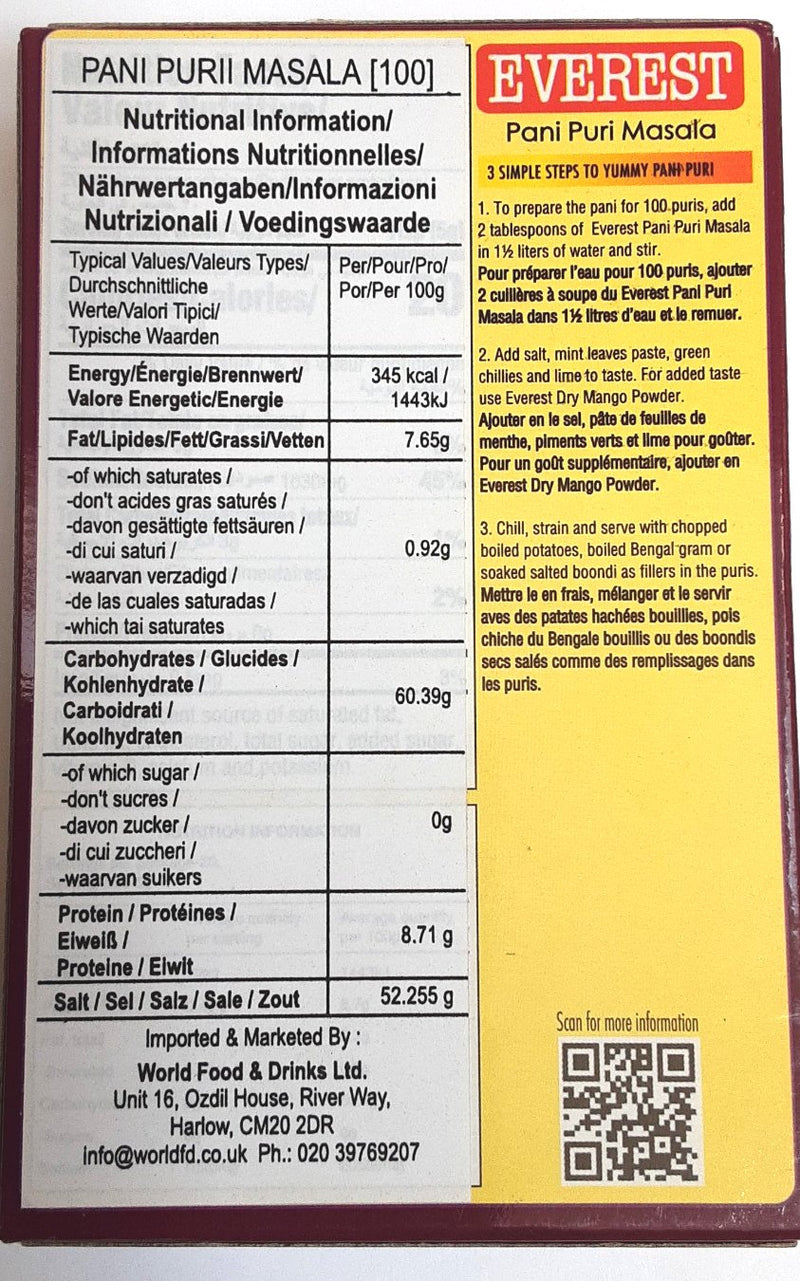 PANI PURII MASALA [100]
Nutritional Information/
Informations Nutritionnelles/
Nährwertangaben/Informazioni
Nutrizionali / Voedingswaarde
Typical Values/Valeurs Types/
Durchschnittliche
Werte/Valori Tipici/
Typische Waarden
Per/Pour/Pro/
Por/Per 100g
Energy/Énergie/Brennwert/
Valore Energetic/Energie
345 kcal /
1443kJ
Fat/Lipides/Fett/Grassi/Vetten
7.65g
-of which saturates /
-don't acides gras saturés /
-davon gesättigte fettsäuren /
-di cui saturi /
-waarvan verzadigd /
-de las cuales saturadas /
-which tai saturates
0.92g
Carbohydrates / Glucides /
Kohlenhydrate /
Carboidrati /
Koolhydraten
60.39g
-of which sugar /
-don't sucres /
-davon zucker /
-di cui zuccheri /
-waarvan suikers
0g
Protein / Protéines /
Eiweiß /
Proteine / Eiwit
8.71 g
Salt / Sel / Salz / Sale / Zout
52.255 g
Imported & Marketed By :
World Food & Drinks Ltd.
Unit 16, Ozdil House, River Way,
Harlow, CM20 2DR
info@worldfd.co.uk Ph.: 020 39769207
EVEREST
Pani Puri Masala
3 SIMPLE STEPS TO YUMMY PANI PURI
1. To prepare the pani for 100 puris, add
2 tablespoons of Everest Pani Puri Masala
in 1½ liters of water and stir.
Pour préparer l'eau pour 100 puris, ajouter
2 cuillères à soupe du Everest Pani Puri
Masala dans 1½ litres d'eau et le remuer.
2. Add salt, mint leaves paste, green
chillies and lime to taste. For added taste
use Everest Dry Mango Powder.
Ajouter en le sel, pâte de feuilles de
menthe, piments verts et lime pour goûter.
Pour un goût supplémentaire, ajouter en
Everest Dry Mango Powder.
3. Chill, strain and serve with chopped
boiled potatoes, boiled Bengal gram or
soaked salted boondi as fillers in the puris.
Mettre le en frais, mélanger et le servir
aves des patates hachées bouillies, pois
chiche du Bengale bouillis ou des boondis
secs salés comme des remplissages dans
les puris.
Scan for more information